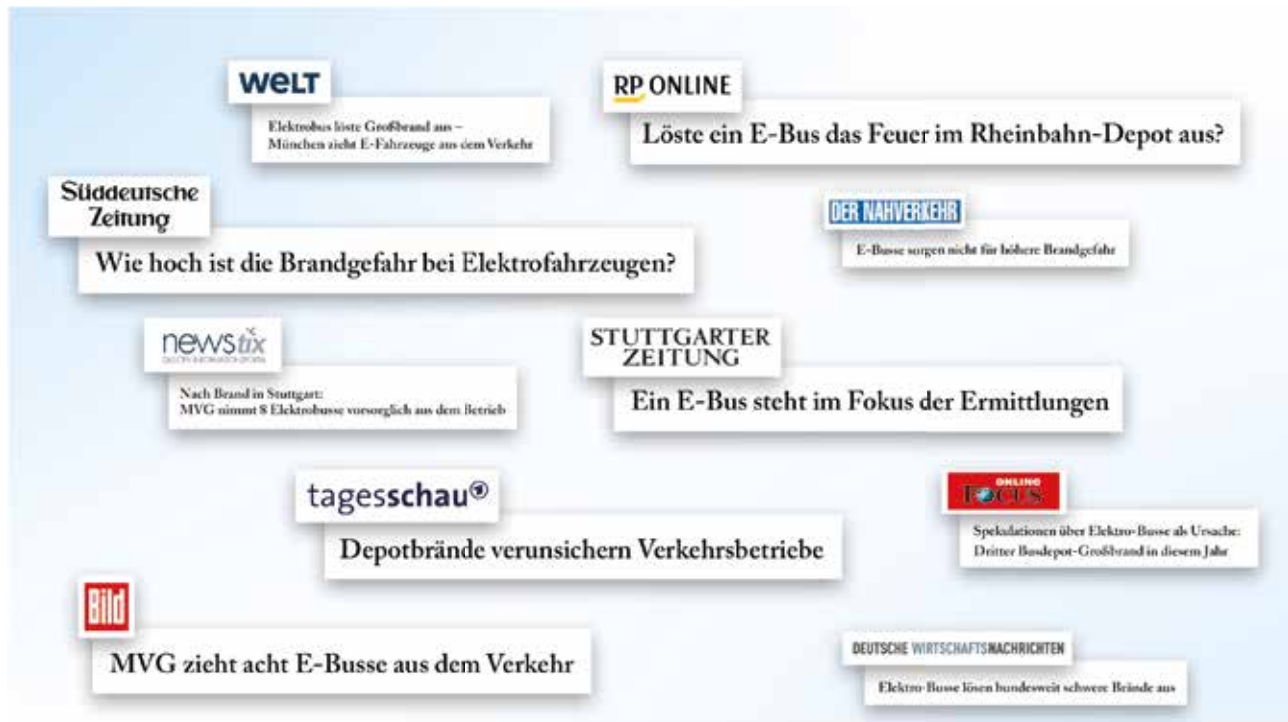 WELT
Elektrobus löste Großbrand aus –
München zieht E-Fahrzeuge aus dem Verkehr
RP ONLINE
Löste ein E-Bus das Feuer im Rheinbahn-Depot aus?
Süddeutsche
Zeitung
Wie hoch ist die Brandgefahr bei Elektrofahrzeugen?
DER NAHVERKEHR
E-Busse sorgen nicht für höhere Brandgefahr
newstix
Nach Brand in Stuttgart:
MVG nimmt 8 Elektrobusse vorsorglich aus dem Betrieb
STUTTGARTER
ZEITUNG
Ein E-Bus steht im Fokus der Ermittlungen
tagesschau
Depotbrände verunsichern Verkehrsbetriebe
ONLINE
FOCUS
Spekulationen über Elektro-Busse als Ursache:
Dritter Busdepot-Großbrand in diesem Jahr
Bild
MVG zieht acht E-Busse aus dem Verkehr
DEUTSCHE WIRTSCHAFTSNACHRICHTEN
Elektro-Busse lösen bundesweit schwere Brände aus